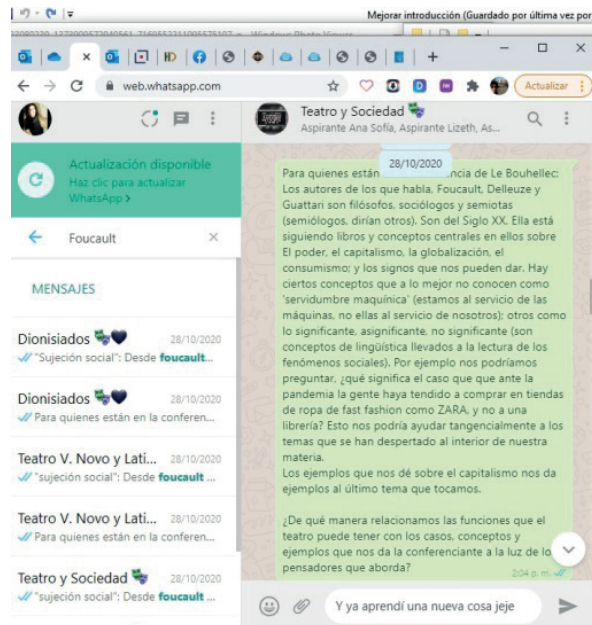 Mejorar introducción (Guardado por última vez por
Windows Photo Viewer
web.whatsapp.com
Actualizar
Actualización disponible
Haz clic para actualizar
WhatsApp >
Foucault
MENSAJES
Dionisiados 28/10/2020
"Sujeción social": Desde foucault...
Dionisiados 28/10/2020
Para quienes están en la conferen...
Teatro V. Novo y Lati... 28/10/2020
"sujeción social": Desde foucault ...
Teatro V. Novo y Lati... 28/10/2020
Para quienes están en la conferen...
Teatro y Sociedad 28/10/2020
"sujeción social": Desde foucault ...
Teatro y Sociedad
Aspirante Ana Sofía, Aspirante Lizeth, As...
28/10/2020
Para quienes están ncia de Le Bouhellec:
Los autores de los que habla, Foucault, Delleuze y
Guattari son filósofos, sociólogos y semiotas
(semiólogos, dirían otros). Son del Siglo XX. Ella está
siguiendo libros y conceptos centrales en ellos sobre
El poder, el capitalismo, la globalización, el
consumismo; y los signos que nos pueden dar. Hay
ciertos conceptos que a lo mejor no conocen como
'servidumbre maquínica' (estamos al servicio de las
máquinas, no ellas al servicio de nosotros); otros como
lo significante, asignificante, no significante (son
conceptos de lingüística llevados a la lectura de los
fenómenos sociales). Por ejemplo nos podríamos
preguntar, ¿qué significa el caso que que ante la
pandemia la gente haya tendido a comprar en tiendas
de ropa de fast fashion como ZARA, y no a una
librería? Esto nos podría ayudar tangencialmente a los
temas que se han despertado al interior de nuestra
materia.
Los ejemplos que nos dé sobre el capitalismo nos da
ejemplos al último tema que tocamos.
¿De qué manera relacionamos las funciones que el
teatro puede tener con los casos, conceptos y
ejemplos que nos da la conferenciante a la luz de lo
pensadores que aborda?
2:04 p. m.
Y ya aprendí una nueva cosa jeje